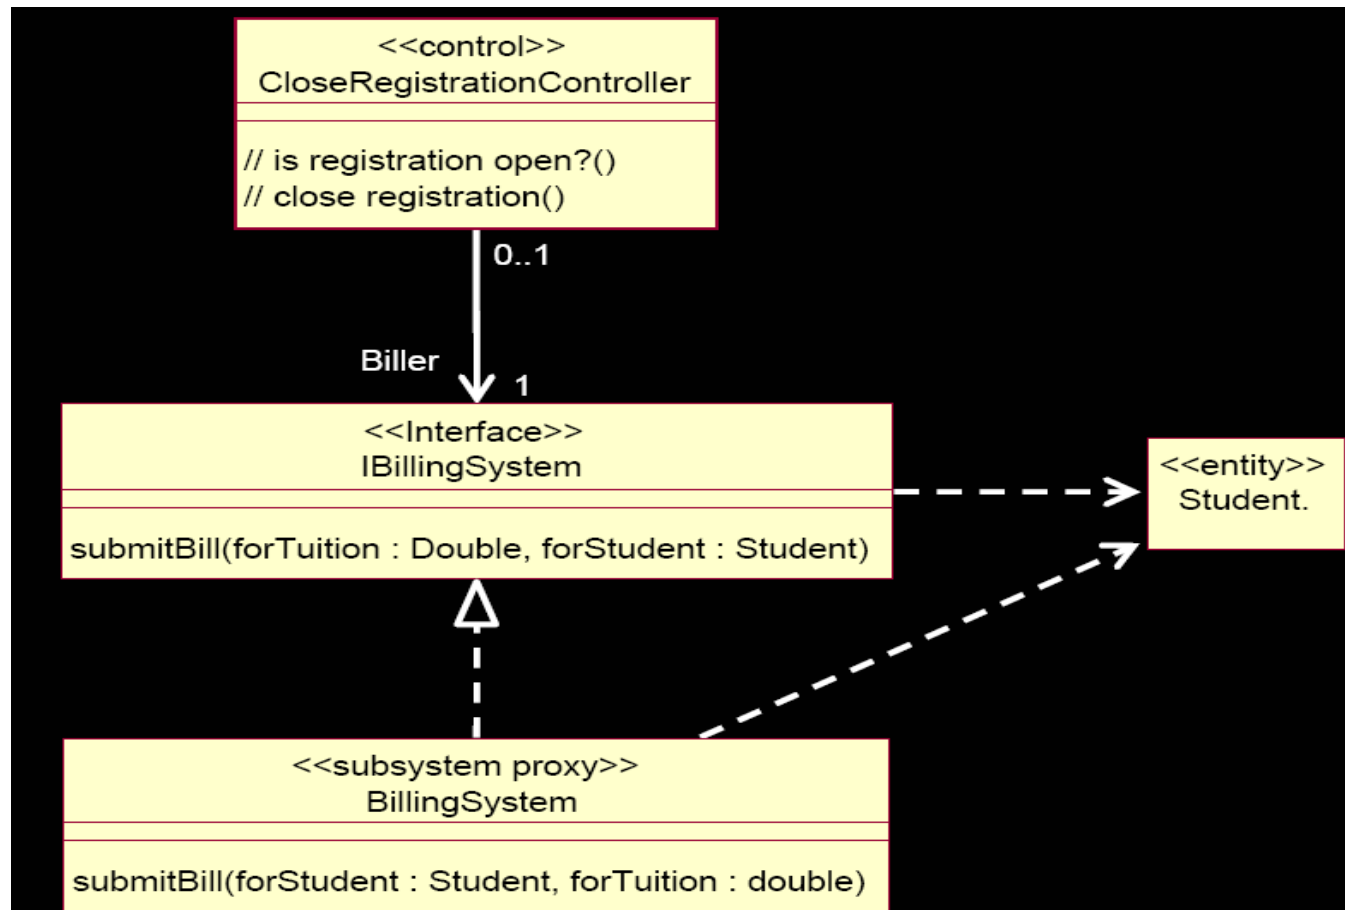 <<control>>
CloseRegistrationController
// is registration open?()
// close registration()
0..1
Biller
1
<<Interface>>
IBillingSystem
submitBill(forTuition : Double, forStudent : Student)
<<entity>>
Student.
<<subsystem proxy>>
BillingSystem
submitBill(forStudent : Student, forTuition : double)